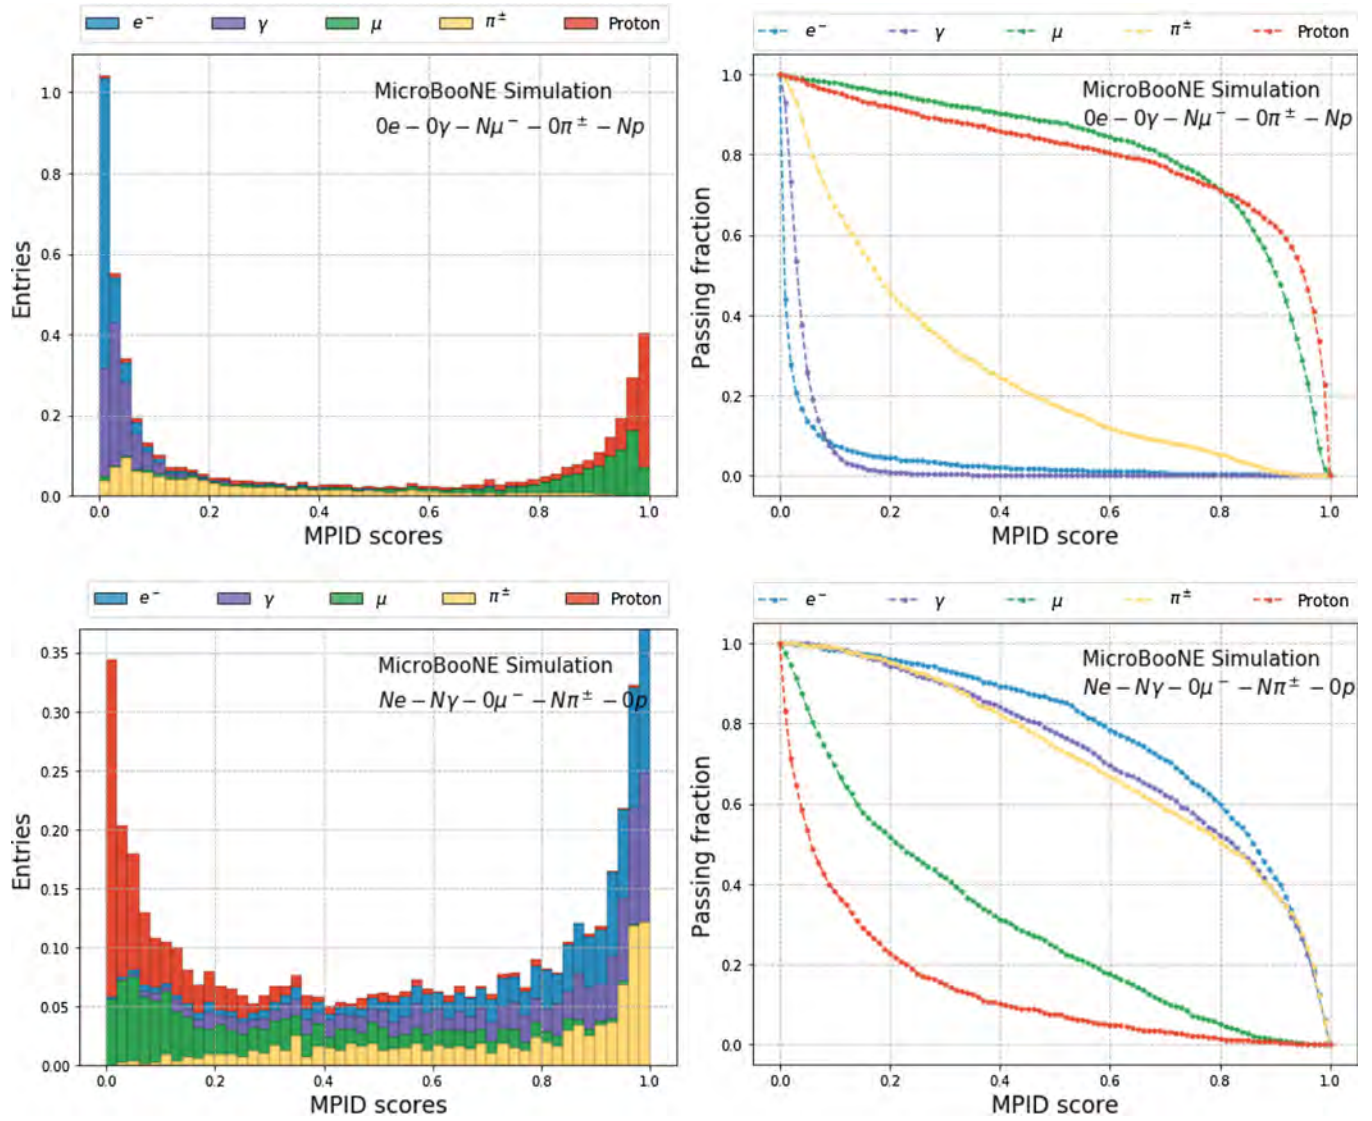 e⁻ γ μ π± Proton
MicroBooNE Simulation
0e − 0γ − Nμ⁻ − 0π± − Np
Entries
1.0
0.8
0.6
0.4
0.2
0.0
0.0 0.2 0.4 0.6 0.8 1.0
MPID scores
e⁻ γ μ π± Proton
MicroBooNE Simulation
0e − 0γ − Nμ⁻ − 0π± − Np
Passing fraction
1.0
0.8
0.6
0.4
0.2
0.0
0.0 0.2 0.4 0.6 0.8 1.0
MPID score
e⁻ γ μ π± Proton
MicroBooNE Simulation
Ne − Nγ − 0μ⁻ − Nπ± − 0p
Entries
0.35
0.30
0.25
0.20
0.15
0.10
0.05
0.00
0.0 0.2 0.4 0.6 0.8 1.0
MPID scores
e⁻ γ μ π± Proton
MicroBooNE Simulation
Ne − Nγ − 0μ⁻ − Nπ± − 0p
Passing fraction
1.0
0.8
0.6
0.4
0.2
0.0
0.0 0.2 0.4 0.6 0.8 1.0
MPID score